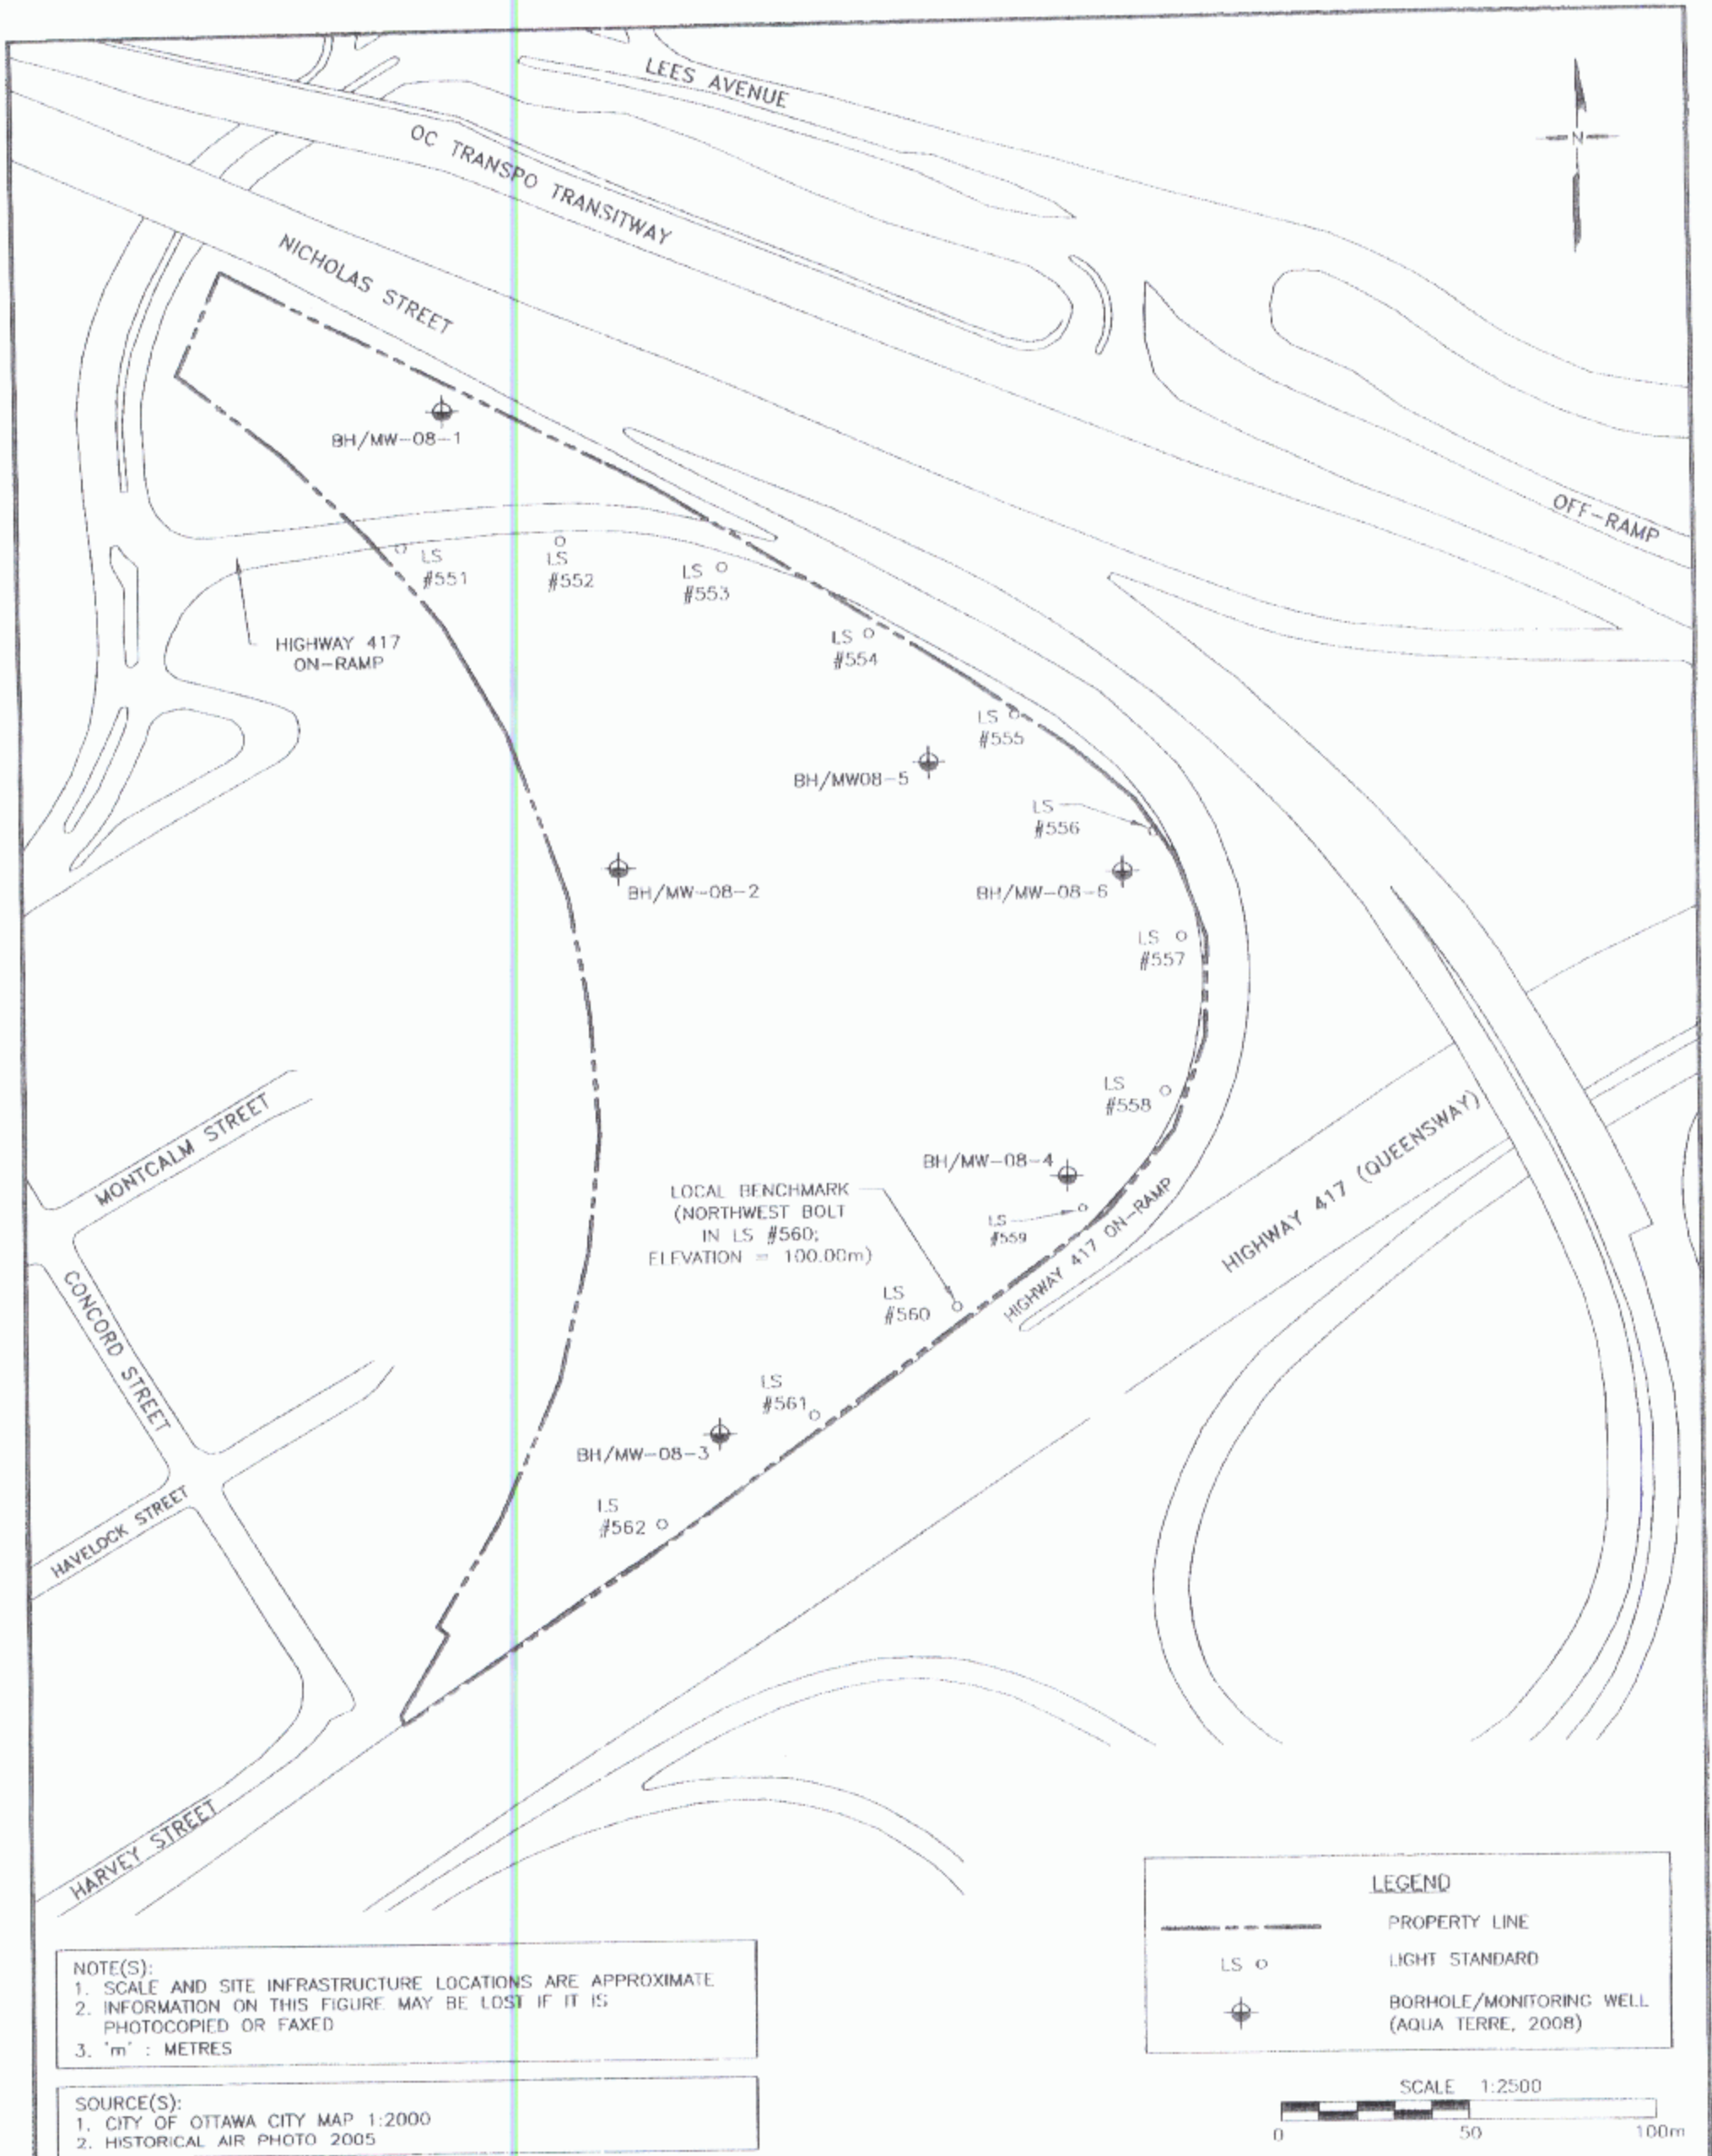 LEES AVENUE
OC TRANSPO TRANSITWAY
N
NICHOLAS STREET
BH/MW-08-1
OFF-RAMP
LS
#551
LS
#552
LS
#553
HIGHWAY 417
ON-RAMP
LS
#554
LS
#555
BH/MW08-5
LS
#556
BH/MW-08-2
BH/MW-08-6
LS
#557
MONTCALM STREET
LS
#558
HIGHWAY 417 (QUEENSWAY)
BH/MW-08-4
LOCAL BENCHMARK
(NORTHWEST BOLT
IN LS #560;
ELEVATION = 100.00m)
LS
#559
HIGHWAY 417 ON-RAMP
LS
#560
CONCORD STREET
LS
#561
BH/MW-08-3
LS
#562
HAVELOCK STREET
HARVEY STREET
LEGEND
PROPERTY LINE
LS LIGHT STANDARD
BORHOLE/MONITORING WELL
(AQUA TERRE, 2008)
NOTE(S):
1. SCALE AND SITE INFRASTRUCTURE LOCATIONS ARE APPROXIMATE
2. INFORMATION ON THIS FIGURE MAY BE LOST IF IT IS
PHOTOCOPIED OR FAXED
3. 'm' : METRES
SOURCE(S):
1. CITY OF OTTAWA CITY MAP 1:2000
2. HISTORICAL AIR PHOTO 2005
SCALE 1:2500
0 50 100m